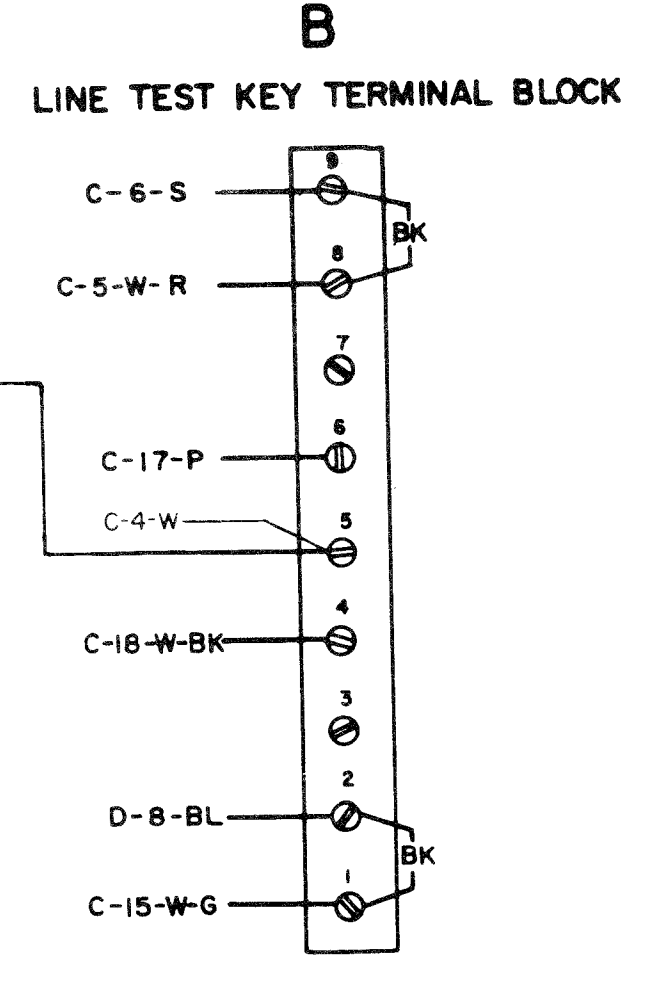 B
LINE TEST KEY TERMINAL BLOCK
9
C-6-S
BK
8
C-5-W-R
7
6
C-17-P
C-4-W
5
4
C-18-W-BK
3
2
D-8-BL
BK
1
C-15-W-G